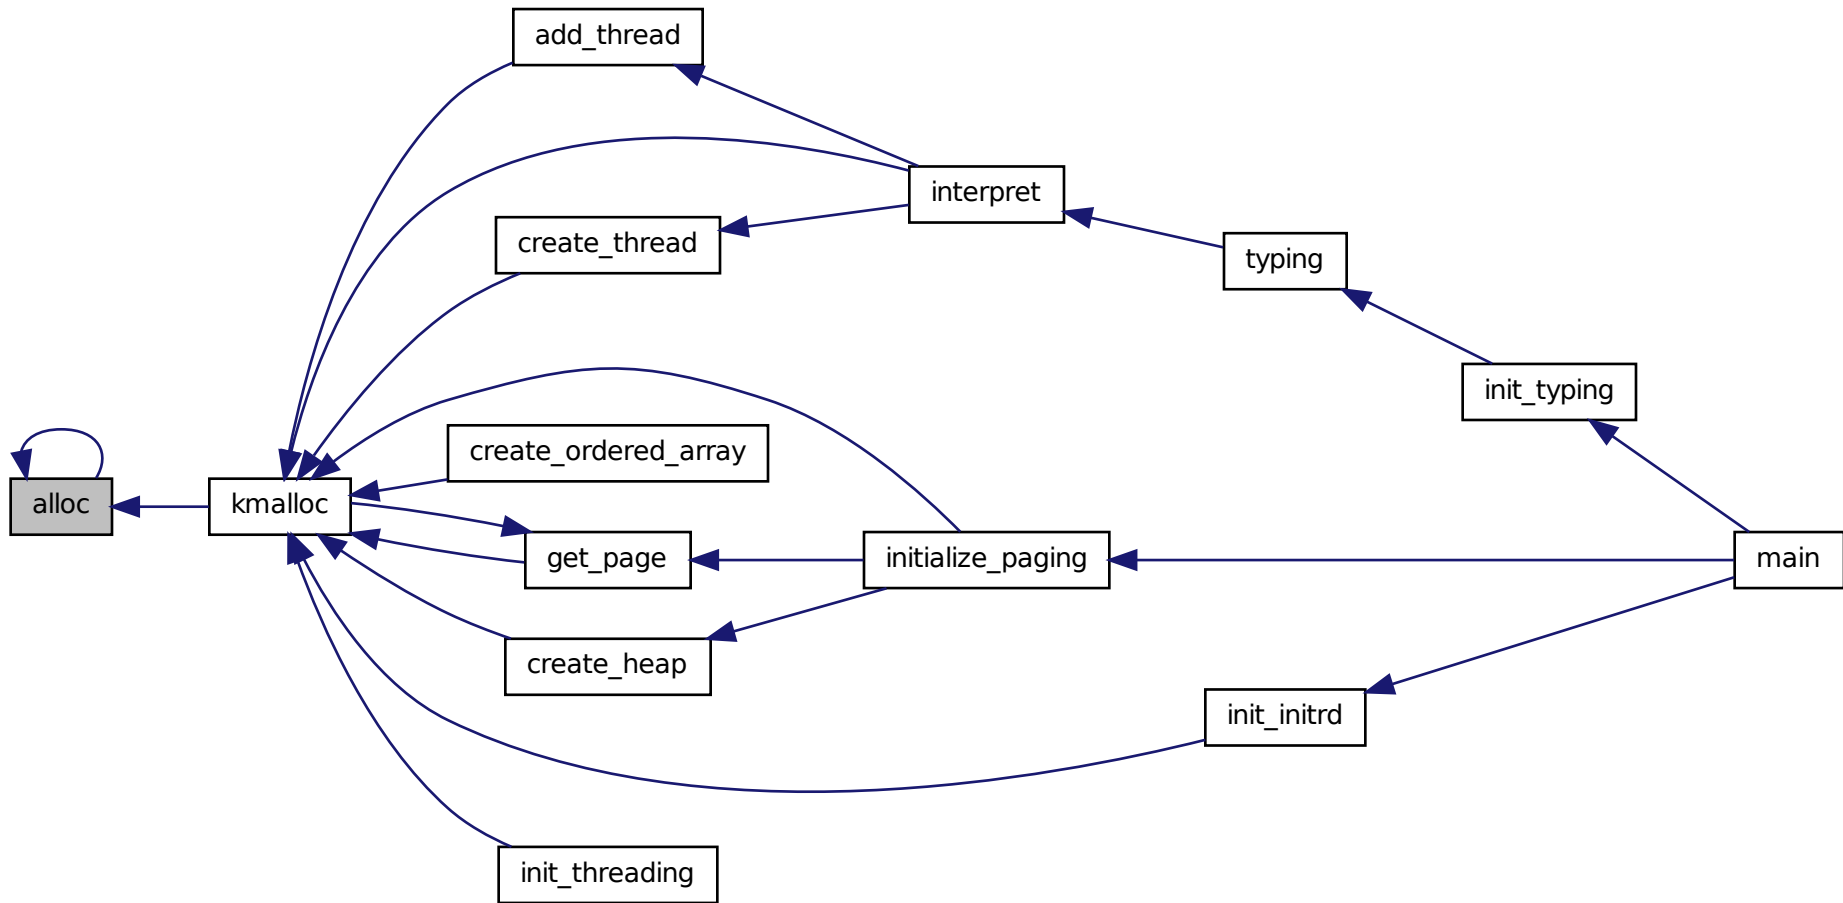 add_thread
interpret
create_thread
typing
init_typing
create_ordered_array
alloc
kmalloc
get_page
initialize_paging
main
create_heap
init_initrd
init_threading